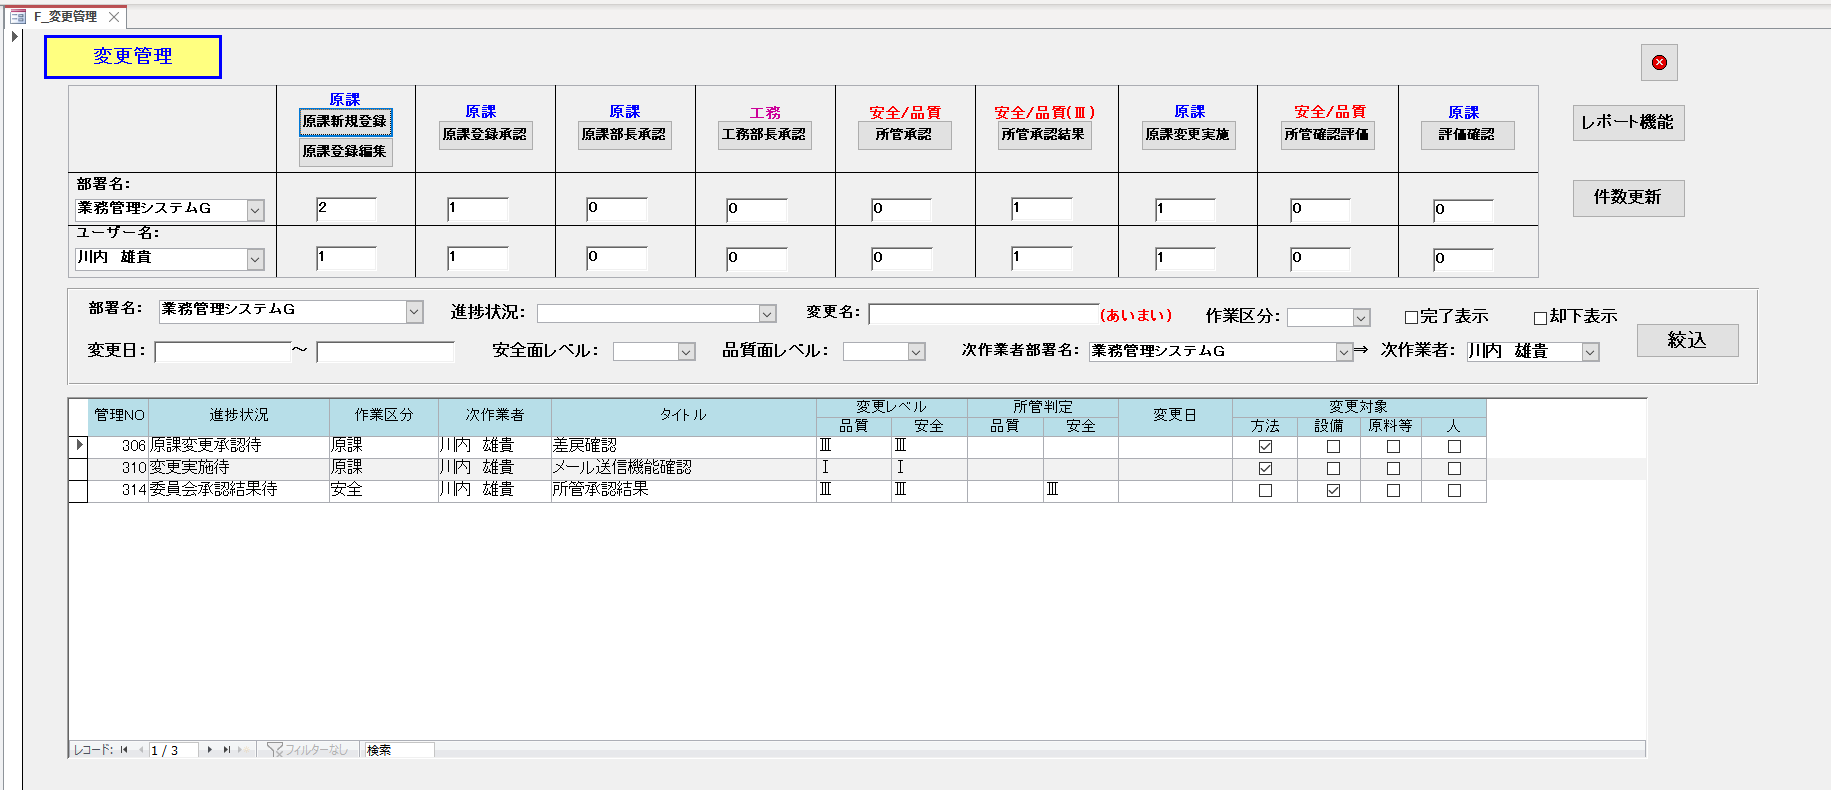 F_変更管理
変更管理
原課 原課 原課 工務 安全/品質 安全/品質(Ⅲ) 原課 安全/品質 原課
原課新規登録 原課登録承認 原課部長承認 工務部長承認 所管承認 所管承認結果 原課変更実施 所管確認評価 評価確認 レポート機能
原課登録編集
部署名：
業務管理システムG 2 1 0 0 0 1 1 0 0 件数更新
ユーザー名：
川内　雄貴 1 1 0 0 0 1 1 0 0
部署名： 業務管理システムG 進捗状況： 変更名： (あいまい) 作業区分： 完了表示 却下表示
変更日： ～ 安全面レベル： 品質面レベル： 次作業者部署名： 業務管理システムG ⇒ 次作業者： 川内　雄貴 絞込
管理NO 進捗状況 作業区分 次作業者 タイトル 変更レベル 所管判定 変更日 変更対象
品質 安全 品質 安全 方法 設備 原料等 人
306 原課変更承認待 原課 川内　雄貴 差戻確認 Ⅲ Ⅲ
310 変更実施待 原課 川内　雄貴 メール送信機能確認 Ⅰ Ⅰ
314 委員会承認結果待 安全 川内　雄貴 所管承認結果 Ⅲ Ⅲ Ⅲ
レコード: 1 / 3 フィルターなし 検索